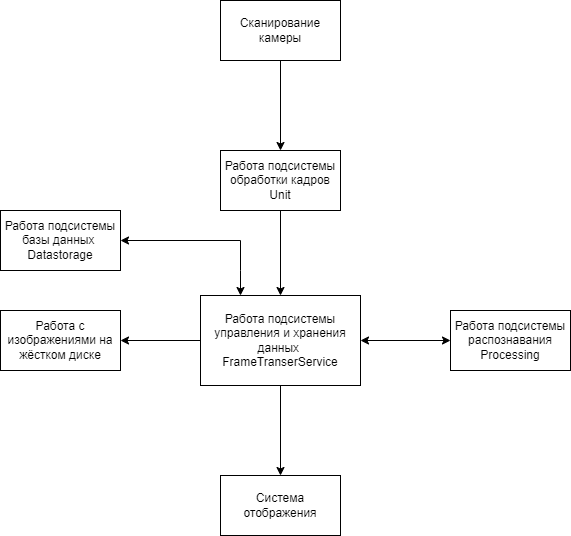 Сканирование
камеры
Работа подсистемы
обработки кадров
Unit
Работа подсистемы
базы данных
Datastorage
Работа подсистемы
управления и хранения
данных
FrameTranserService
Работа с
изображениями на
жёстком диске
Работа подсистемы
распознавания
Processing
Система
отображения